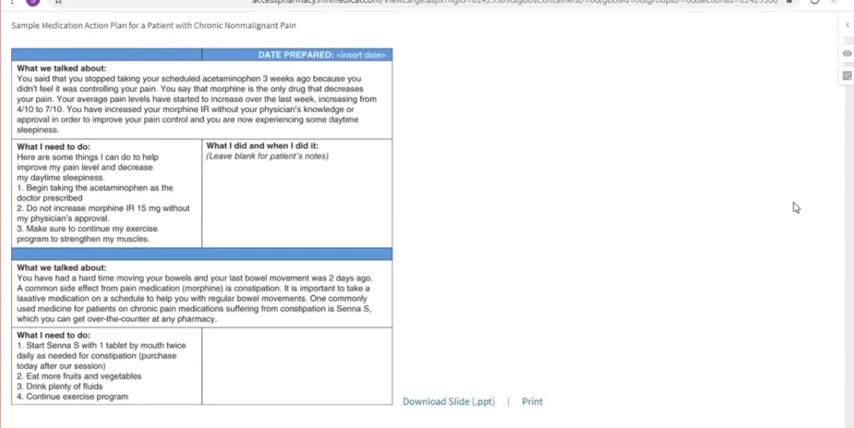 Sample Medication Action Plan for a Patient with Chronic Nonmalignant Pain
DATE PREPARED: <insert date>
What we talked about:
You said that you stopped taking your scheduled acetaminophen 3 weeks ago because you
didn't feel it was controlling your pain. You say that morphine is the only drug that decreases
your pain. Your average pain levels have started to increase over the last week, increasing from
4/10 to 7/10. You have increased your morphine IR without your physician's knowledge or
approval in order to improve your pain control and you are now experiencing some daytime
sleepiness.
What I need to do:
Here are some things I can do to help
improve my pain level and decrease
my daytime sleepiness.
1. Begin taking the acetaminophen as the
doctor prescribed
2. Do not increase morphine IR 15 mg without
my physician's approval.
3. Make sure to continue my exercise
program to strengthen my muscles.
What I did and when I did it:
(Leave blank for patient's notes)
What we talked about:
You have had a hard time moving your bowels and your last bowel movement was 2 days ago.
A common side effect from pain medication (morphine) is constipation. It is important to take a
laxative medication on a schedule to help you with regular bowel movements. One commonly
used medicine for patients on chronic pain medications suffering from constipation is Senna S,
which you can get over-the-counter at any pharmacy.
What I need to do:
1. Start Senna S with 1 tablet by mouth twice
daily as needed for constipation (purchase
today after our session)
2. Eat more fruits and vegetables
3. Drink plenty of fluids
4. Continue exercise program
Download Slide (.ppt) | Print